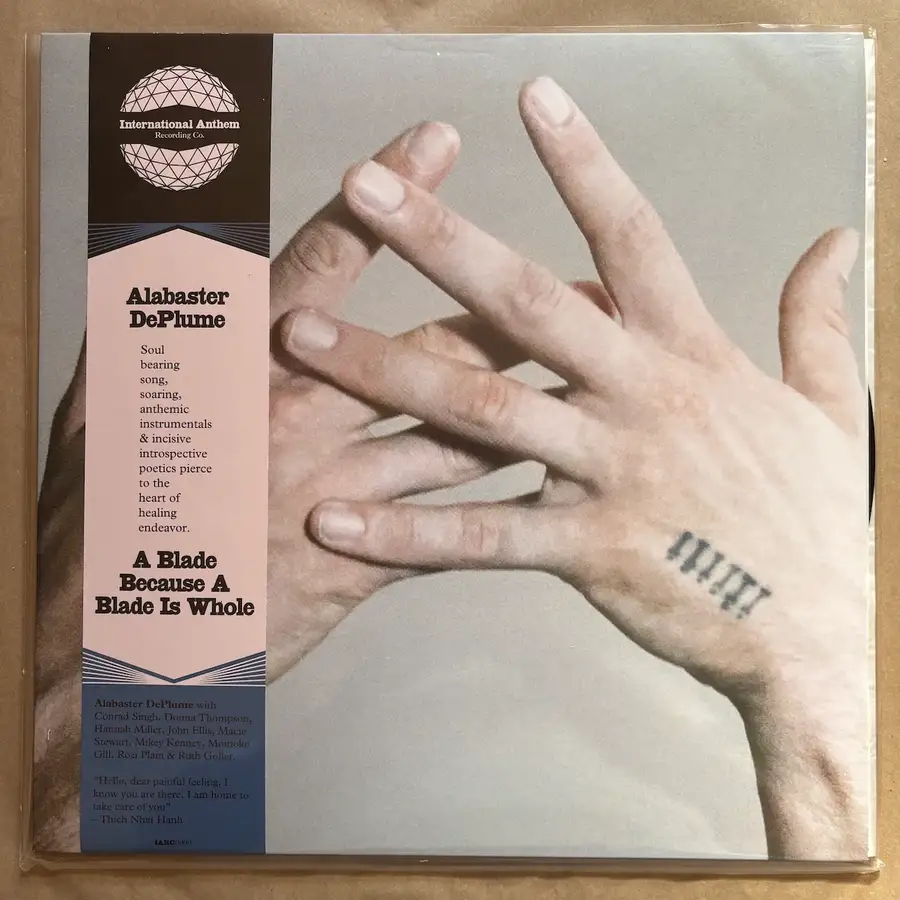 International Anthem
Recording Co.
Alabaster
DePlume
Soul
bearing
song,
soaring,
anthemic
instrumentals
& incisive
introspective
poetics pierce
to the
heart of
healing
endeavor.
A Blade
Because A
Blade Is Whole
Alabaster DePlume with
Conrad Singh, Donna Thompson,
Hannah Miller, John Ellis, Macie
Stewart, Mikey Kenney, Momoko
Gill, Rozi Plain & Ruth Goller.
"Hello, dear painful feeling. I
know you are there. I am home to
take care of you"
– Thich Nhat Hanh